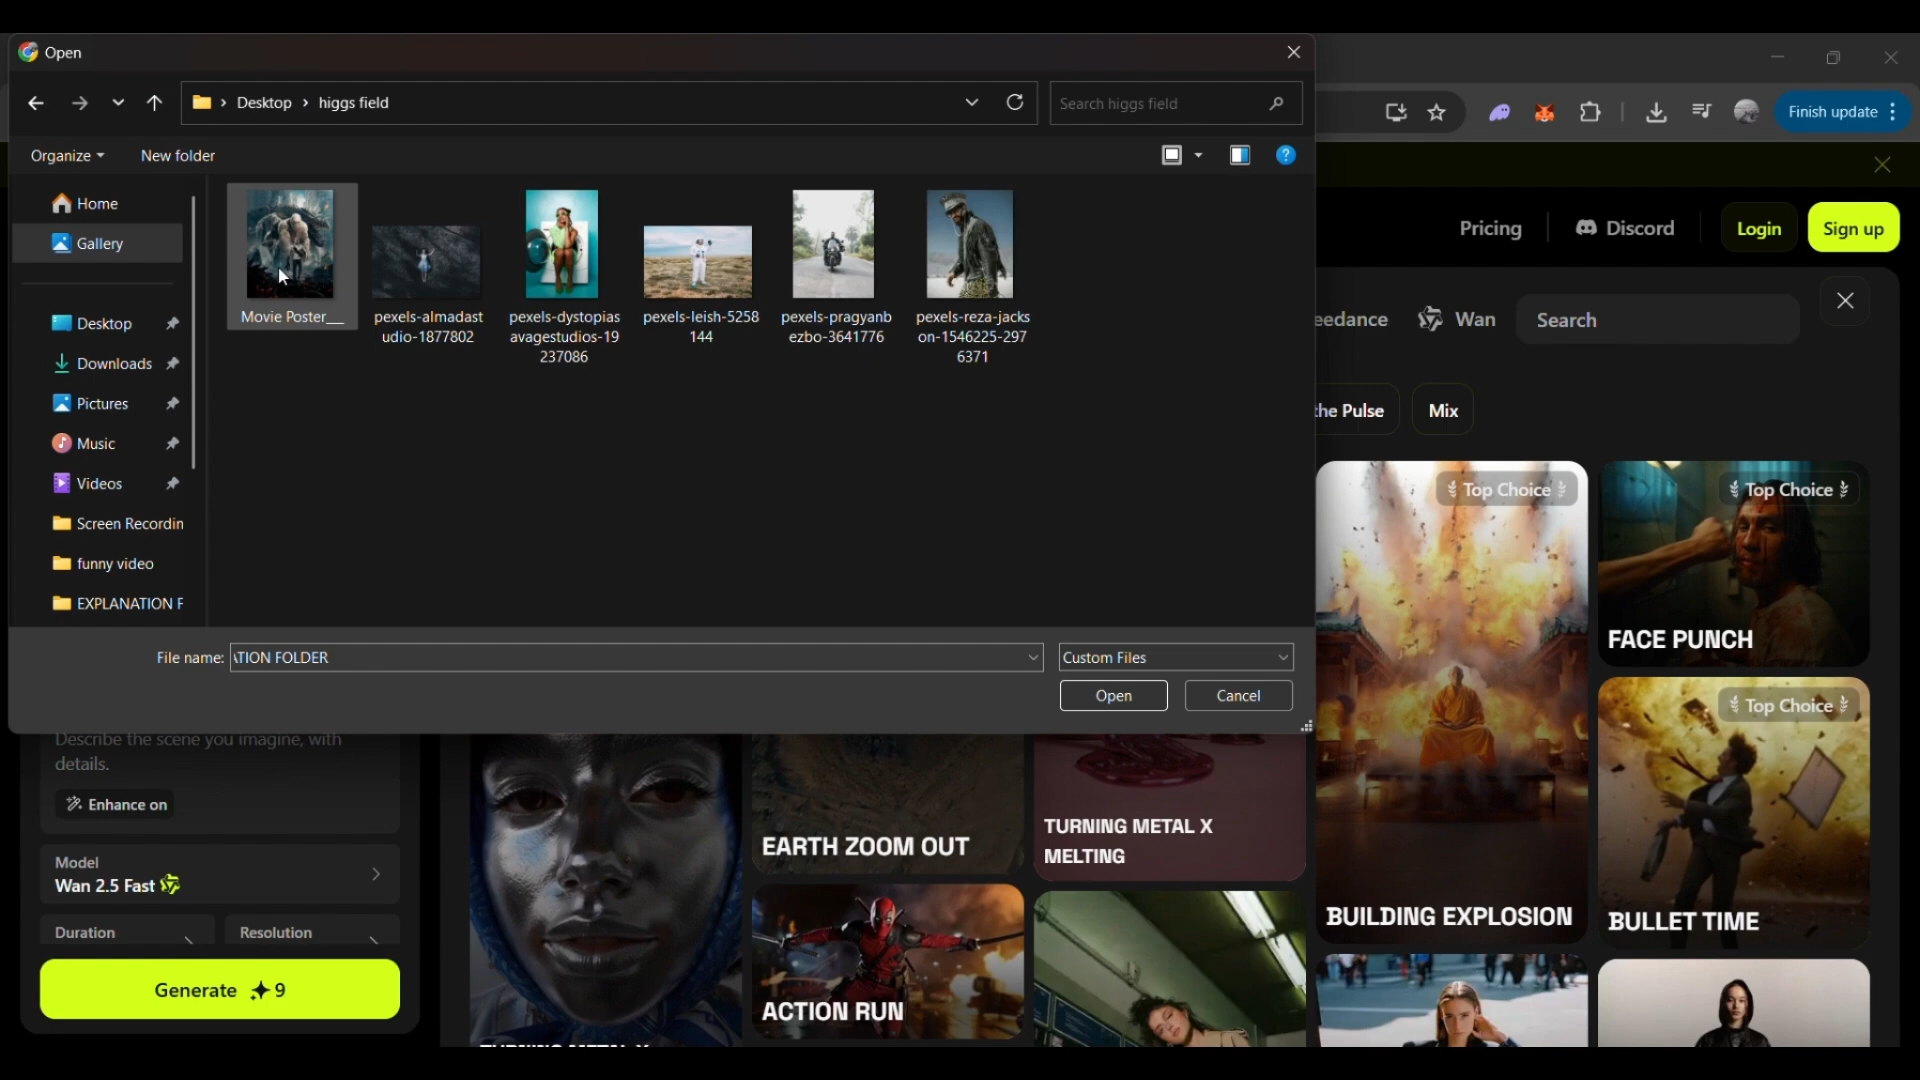 Open
Desktop > higgs field
Search higgs field
Finish update
Organize
New folder
Home
Gallery
Desktop
Downloads
Pictures
Music
Videos
Screen Recordin
funny video
EXPLANATION F
Movie Poster__
pexels-almadast
udio-1877802
pexels-dystopias
avagestudios-19
237086
pexels-leish-5258
144
pexels-pragyanb
ezbo-3641776
pexels-reza-jacks
on-1546225-297
6371
File name:
TION FOLDER
Custom Files
Open
Cancel
Pricing
Discord
Login
Sign up
eedance
Wan
Search
the Pulse
Mix
Top Choice
Top Choice
FACE PUNCH
Top Choice
BUILDING EXPLOSION
BULLET TIME
Describe the scene you imagine, with
details.
Enhance on
Model
Wan 2.5 Fast
Duration
Resolution
Generate 9
EARTH ZOOM OUT
TURNING METAL X
MELTING
ACTION RUN
TURNING METAL X